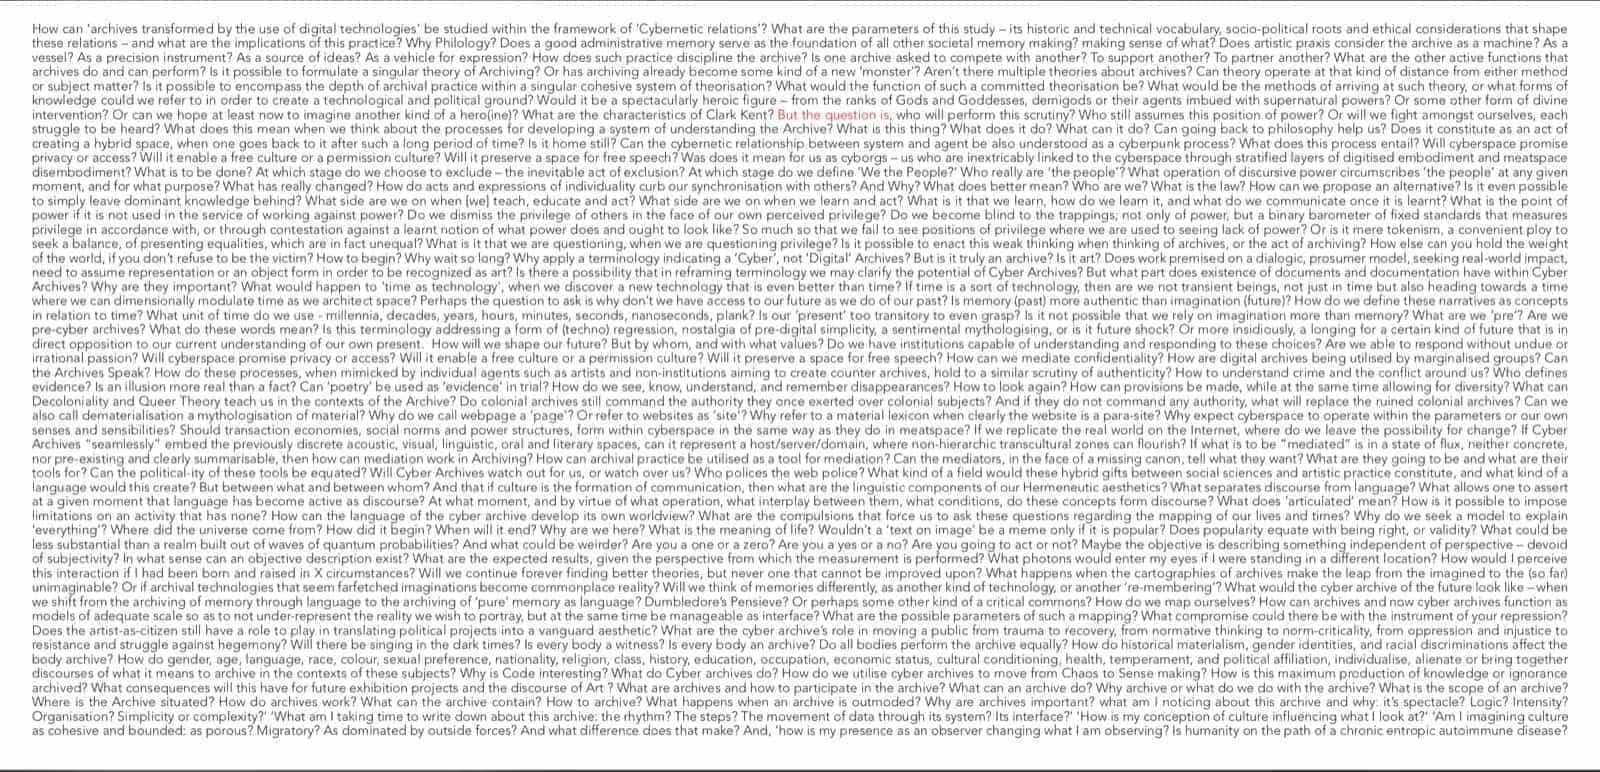 How can 'archives transformed by the use of digital technologies' be studied within the framework of 'Cybernetic relations'? What are the parameters of this study – its historic and technical vocabulary, socio-political roots and ethical considerations that shape
these relations – and what are the implications of this practice? Why Philology? Does a good administrative memory serve as the foundation of all other societal memory making? making sense of what? Does artistic praxis consider the archive as a machine? As a
vessel? As a precision instrument? As a source of ideas? As a vehicle for expression? How does such practice discipline the archive? Is one archive asked to compete with another? To support another? To partner another? What are the other active functions that
archives do and can perform? Is it possible to formulate a singular theory of Archiving? Or has archiving already become some kind of a new 'monster'? Aren't there multiple theories about archives? Can theory operate at that kind of distance from either method
or subject matter? Is it possible to encompass the depth of archival practice within a singular cohesive system of theorisation? What would the function of such a committed theorisation be? What would be the methods of arriving at such theory, or what forms of
knowledge could we refer to in order to create a technological and political ground? Would it be a spectacularly heroic figure – from the ranks of Gods and Goddesses, demigods or their agents imbued with supernatural powers? Or some other form of divine
intervention? Or can we hope at least now to imagine another kind of a hero(ine)? What are the characteristics of Clark Kent? But the question is, who will perform this scrutiny? Who still assumes this position of power? Or will we fight amongst ourselves, each
struggle to be heard? What does this mean when we think about the processes for developing a system of understanding the Archive? What is this thing? What does it do? What can it do? Can going back to philosophy help us? Does it constitute as an act of
creating a hybrid space, when one goes back to it after such a long period of time? Is it home still? Can the cybernetic relationship between system and agent be also understood as a cyberpunk process? What does this process entail? Will cyberspace promise
privacy or access? Will it enable a free culture or a permission culture? Will it preserve a space for free speech? Was does it mean for us as cyborgs – us who are inextricably linked to the cyberspace through stratified layers of digitised embodiment and meatspace
disembodiment? What is to be done? At which stage do we choose to exclude – the inevitable act of exclusion? At which stage do we define 'We the People?' Who really are 'the people'? What operation of discursive power circumscribes 'the people' at any given
moment, and for what purpose? What has really changed? How do acts and expressions of individuality curb our synchronisation with others? And Why? What does better mean? Who are we? What is the law? How can we propose an alternative? Is it even possible
to simply leave dominant knowledge behind? What side are we on when [we] teach, educate and act? What side are we on when we learn and act? What is it that we learn, how do we learn it, and what do we communicate once it is learnt? What is the point of
power if it is not used in the service of working against power? Do we dismiss the privilege of others in the face of our own perceived privilege? Do we become blind to the trappings; not only of power, but a binary barometer of fixed standards that measures
privilege in accordance with, or through contestation against a learnt notion of what power does and ought to look like? So much so that we fail to see positions of privilege where we are used to seeing lack of power? Or is it mere tokenism, a convenient ploy to
seek a balance, of presenting equalities, which are in fact unequal? What is it that we are questioning, when we are questioning privilege? Is it possible to enact this weak thinking when thinking of archives, or the act of archiving? How else can you hold the weight
of the world, if you don't refuse to be the victim? How to begin? Why wait so long? Why apply a terminology indicating a 'Cyber', not 'Digital' Archives? But is it truly an archive? Is it art? Does work premised on a dialogic, prosumer model, seeking real-world impact,
need to assume representation or an object form in order to be recognized as art? Is there a possibility that in reframing terminology we may clarify the potential of Cyber Archives? But what part does existence of documents and documentation have within Cyber
Archives? Why are they important? What would happen to 'time as technology', when we discover a new technology that is even better than time? If time is a sort of technology, then are we not transient beings, not just in time but also heading towards a time
where we can dimensionally modulate time as we architect space? Perhaps the question to ask is why don't we have access to our future as we do of our past? Is memory (past) more authentic than imagination (future)? How do we define these narratives as concepts
in relation to time? What unit of time do we use - millennia, decades, years, hours, minutes, seconds, nanoseconds, plank? Is our 'present' too transitory to even grasp? Is it not possible that we rely on imagination more than memory? What are we 'pre'? Are we
pre-cyber archives? What do these words mean? Is this terminology addressing a form of (techno) regression, nostalgia of pre-digital simplicity, a sentimental mythologising, or is it future shock? Or more insidiously, a longing for a certain kind of future that is in
direct opposition to our current understanding of our own present. How will we shape our future? But by whom, and with what values? Do we have institutions capable of understanding and responding to these choices? Are we able to respond without undue or
irrational passion? Will cyberspace promise privacy or access? Will it enable a free culture or a permission culture? Will it preserve a space for free speech? How can we mediate confidentiality? How are digital archives being utilised by marginalised groups? Can
the Archives Speak? How do these processes, when mimicked by individual agents such as artists and non-institutions aiming to create counter archives, hold to a similar scrutiny of authenticity? How to understand crime and the conflict around us? Who defines
evidence? Is an illusion more real than a fact? Can 'poetry' be used as 'evidence' in trial? How do we see, know, understand, and remember disappearances? How to look again? How can provisions be made, while at the same time allowing for diversity? What can
Decoloniality and Queer Theory teach us in the contexts of the Archive? Do colonial archives still command the authority they once exerted over colonial subjects? And if they do not command any authority, what will replace the ruined colonial archives? Can we
also call dematerialisation a mythologisation of material? Why do we call webpage a 'page'? Or refer to websites as 'site'? Why refer to a material lexicon when clearly the website is a para-site? Why expect cyberspace to operate within the parameters or our own
senses and sensibilities? Should transaction economies, social norms and power structures, form within cyberspace in the same way as they do in meatspace? If we replicate the real world on the Internet, where do we leave the possibility for change? If Cyber
Archives "seamlessly" embed the previously discrete acoustic, visual, linguistic, oral and literary spaces, can it represent a host/server/domain, where non-hierarchic transcultural zones can flourish? If what is to be "mediated" is in a state of flux, neither concrete,
nor pre-existing and clearly summarisable, then how can mediation work in Archiving? How can archival practice be utilised as a tool for mediation? Can the mediators, in the face of a missing canon, tell what they want? What are they going to be and what are their
tools for? Can the political-ity of these tools be equated? Will Cyber Archives watch out for us, or watch over us? Who polices the web police? What kind of a field would these hybrid gifts between social sciences and artistic practice constitute, and what kind of a
language would this create? But between what and between whom? And that if culture is the formation of communication, then what are the linguistic components of our Hermeneutic aesthetics? What separates discourse from language? What allows one to assert
at a given moment that language has become active as discourse? At what moment, and by virtue of what operation, what interplay between them, what conditions, do these concepts form discourse? What does 'articulated' mean? How is it possible to impose
limitations on an activity that has none? How can the language of the cyber archive develop its own worldview? What are the compulsions that force us to ask these questions regarding the mapping of our lives and times? Why do we seek a model to explain
'everything'? Where did the universe come from? How did it begin? When will it end? Why are we here? What is the meaning of life? Wouldn't a 'text on image' be a meme only if it is popular? Does popularity equate with being right, or validity? What could be
less substantial than a realm built out of waves of quantum probabilities? And what could be weirder? Are you a one or a zero? Are you a yes or a no? Are you going to act or not? Maybe the objective is describing something independent of perspective – devoid
of subjectivity? In what sense can an objective description exist? What are the expected results, given the perspective from which the measurement is performed? What photons would enter my eyes if I were standing in a different location? How would I perceive
this interaction if I had been born and raised in X circumstances? Will we continue forever finding better theories, but never one that cannot be improved upon? What happens when the cartographies of archives make the leap from the imagined to the (so far)
unimaginable? Or if archival technologies that seem farfetched imaginings become commonplace reality? Will we think of memories differently, as another kind of technology, or another 're-membering'? What would the cyber archive of the future look like – when
we shift from the archiving of memory through language to the archiving of 'pure' memory as language? Dumbledore's Pensieve? Or perhaps some other kind of a critical commons? How do we map ourselves? How can archives and now cyber archives function as
models of adequate scale so as to not under-represent the reality we wish to portray, but at the same time be manageable as interface? What are the possible parameters of such a mapping? What compromise could there be with the instrument of your repression?
Does the artist-as-citizen still have a role to play in translating political projects into a vanguard aesthetic? What are the cyber archive's role in moving a public from trauma to recovery, from normative thinking to norm-criticality, from oppression and injustice to
resistance and struggle against hegemony? Will there be singing in the dark times? Is every body a witness? Is every body an archive? Do all bodies perform the archive equally? How do historical materialism, gender identities, and racial discriminations affect the
body archive? How do gender, age, language, race, colour, sexual preference, nationality, religion, class, history, education, occupation, economic status, cultural conditioning, health, temperament, and political affiliation, individualise, alienate or bring together
discourses of what it means to archive in the contexts of these subjects? Why is Code interesting? What do Cyber archives do? How do we utilise cyber archives to move from Chaos to Sense making? How is this maximum production of knowledge or ignorance
archived? What consequences will this have for future exhibition projects and the discourse of Art ? What are archives and how to participate in the archive? What can an archive do? Why archive or what do we do with the archive? What is the scope of an archive?
Where is the Archive situated? How do archives work? What can the archive contain? How to archive? What happens when an archive is outmoded? Why are archives important? what am I noticing about this archive and why: it's spectacle? Logic? Intensity?
Organisation? Simplicity or complexity?' 'What am I taking time to write down about this archive: the rhythm? The steps? The movement of data through its system? Its interface?' 'How is my conception of culture influencing what I look at?' 'Am I imagining culture
as cohesive and bounded: as porous? Migratory? As dominated by outside forces? And what difference does that make? And, 'how is my presence as an observer changing what I am observing? Is humanity on the path of a chronic entropic autoimmune disease?